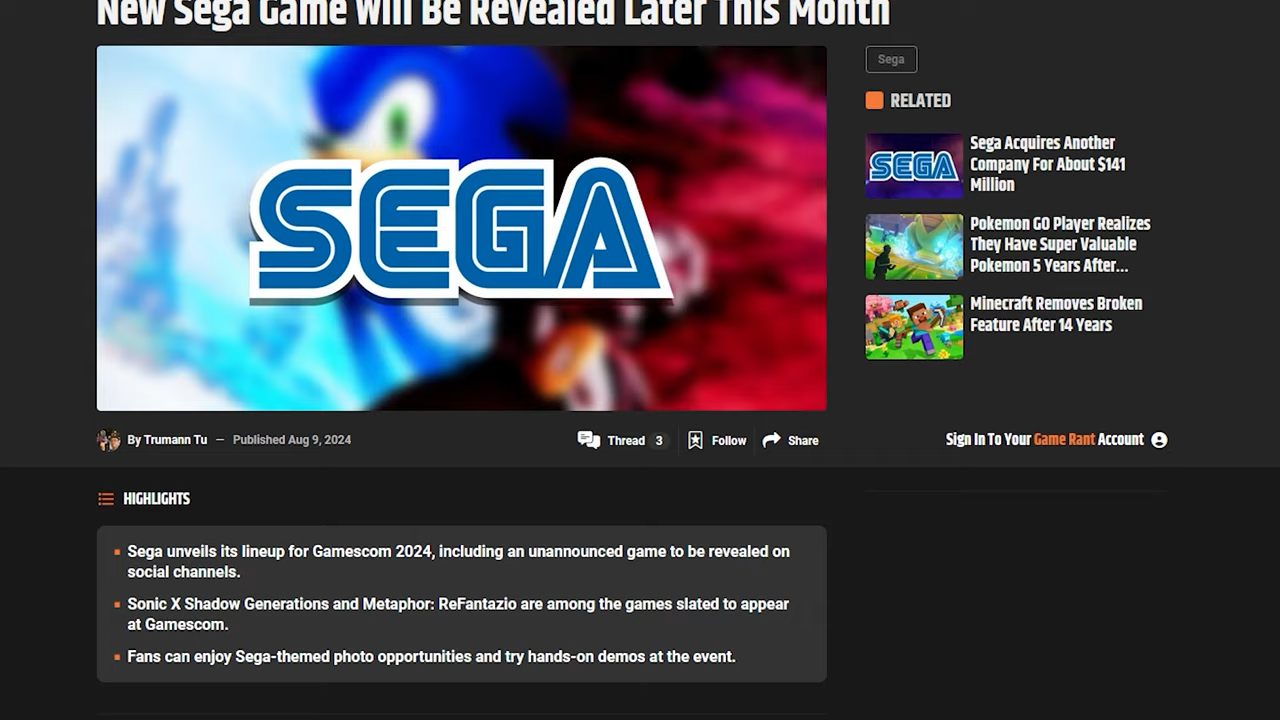 New Sega Game Will Be Revealed Later This Month
SEGA
By Trumann Tu — Published Aug 9, 2024
Thread 3
Follow
Share
HIGHLIGHTS
Sega unveils its lineup for Gamescom 2024, including an unannounced game to be revealed on
social channels.
Sonic X Shadow Generations and Metaphor: ReFantazio are among the games slated to appear
at Gamescom.
Fans can enjoy Sega-themed photo opportunities and try hands-on demos at the event.
Sega
RELATED
SEGA
Sega Acquires Another
Company For About $141
Million
Pokemon GO Player Realizes
They Have Super Valuable
Pokemon 5 Years After...
Minecraft Removes Broken
Feature After 14 Years
Sign In To Your Game Rant Account